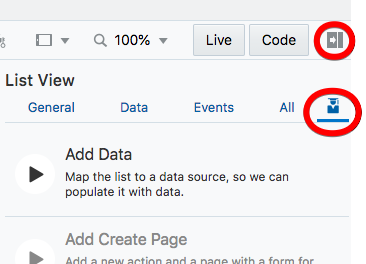 100% Live Code
List View
General Data Events All
Add Data
Map the list to a data source, so we can
populate it with data.
Add Create Page
Add a new action and a page with a form for